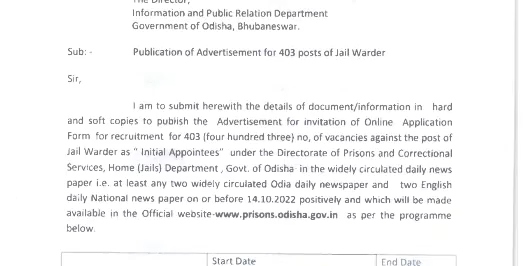 The Director,
Information and Public Relation Department
Government of Odisha, Bhubaneswar.
Sub: - Publication of Advertisement for 403 posts of Jail Warder
Sir,
I am to submit herewith the details of document/information in hard
and soft copies to publish the Advertisement for invitation of Online Application
Form for recruitment for 403 (four hundred three) no, of vacancies against the post of
Jail Warder as " Initial Appointees" under the Directorate of Prisons and Correctional
Services, Home (Jails) Department , Govt. of Odisha in the widely circulated daily news
paper i.e. at least any two widely circulated Odia daily newspaper and two English
daily National news paper on or before 14.10.2022 positively and which will be made
available in the Official website-www.prisons.odisha.gov.in as per the programme
below.
Start Date End Date